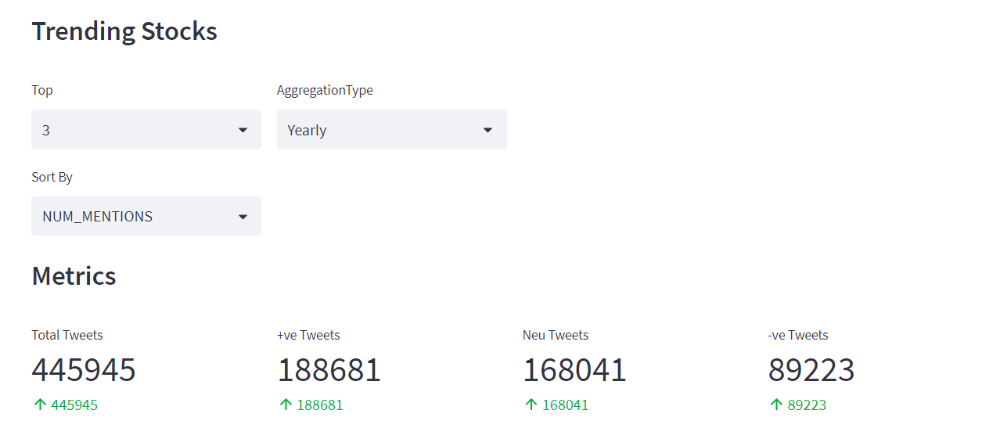 Trending Stocks
Top AggregationType
3 Yearly
Sort By
NUM_MENTIONS
Metrics
Total Tweets +ve Tweets Neu Tweets -ve Tweets
445945 188681 168041 89223
↑ 445945 ↑ 188681 ↑ 168041 ↑ 89223